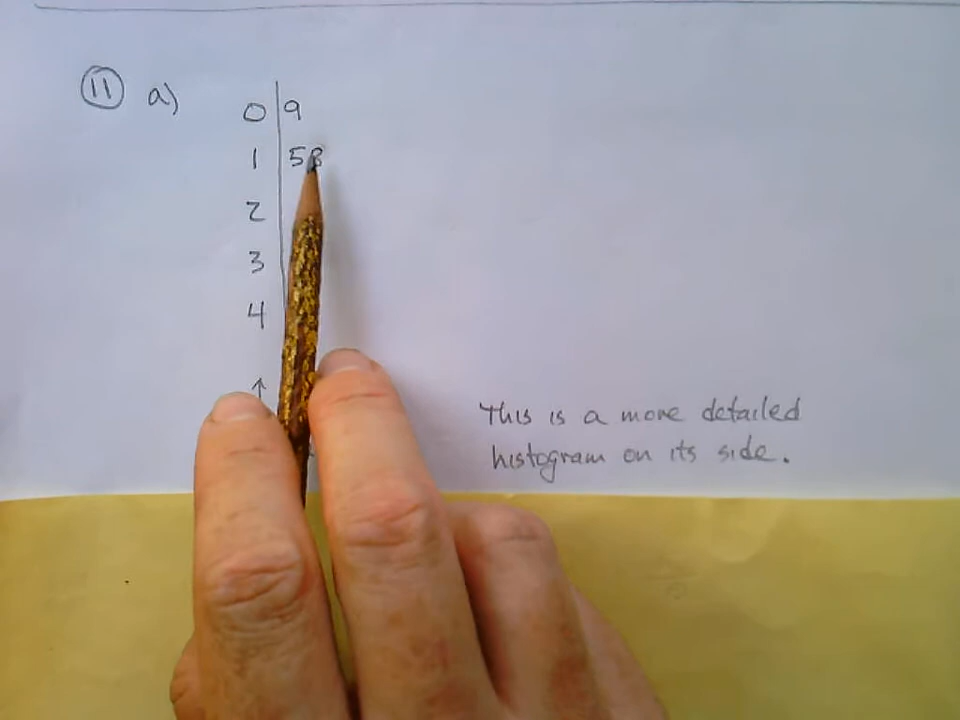 11 a)
0 9
1 58
2
3
4
↑
This is a more detailed
histogram on its side.